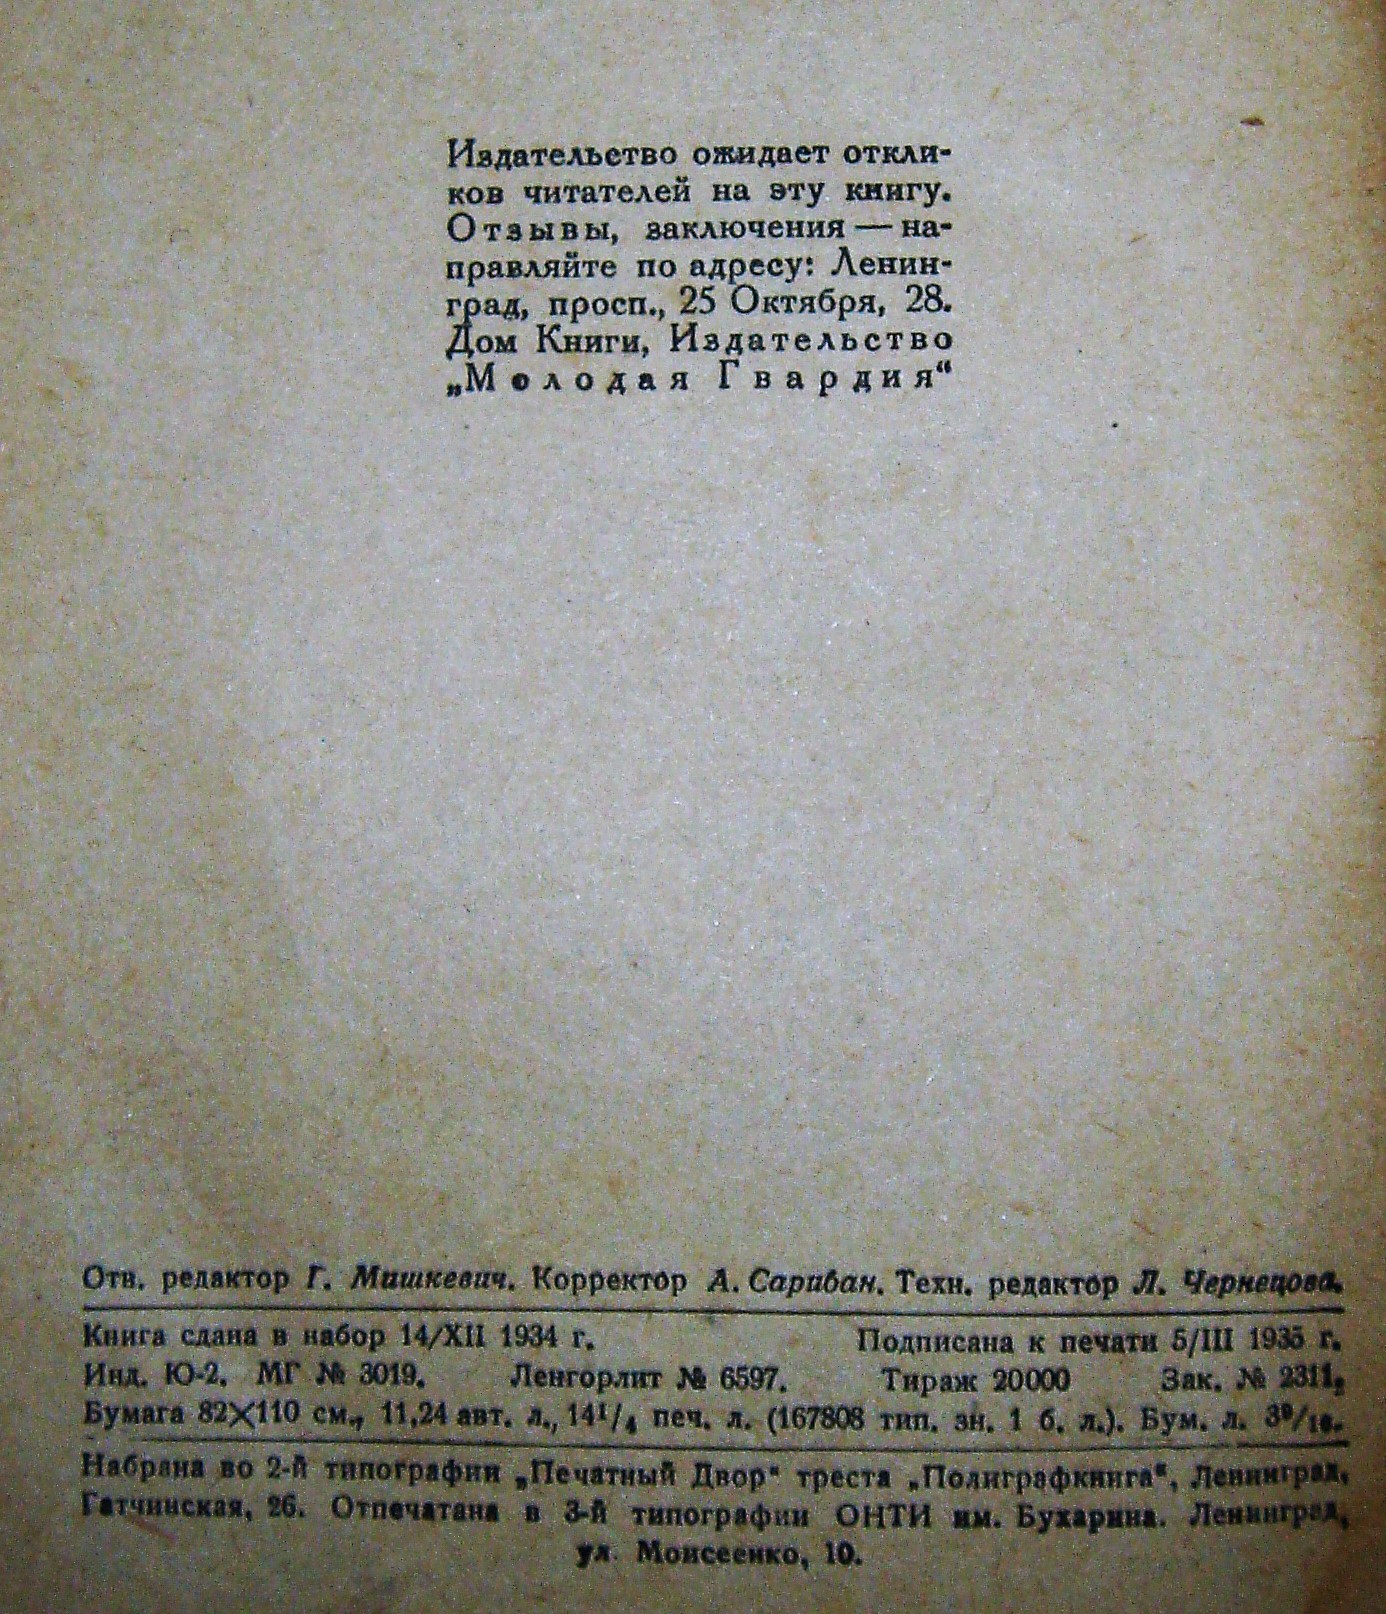 Издательство ожидает откли-
ков читателей на эту книгу.
Отзывы, заключения — на-
правляйте по адресу: Ленин-
град, просп., 25 Октября, 28.
Дом Книги, Издательство
„Молодая Гвардия“
Отв. редактор Г. Мишкевич. Корректор А. Сарибан. Техн. редактор Л. Чернецова.
Книга сдана в набор 14/XII 1934 г. Подписана к печати 5/III 1935 г.
Инд. Ю-2. МГ № 3019. Ленгорлит № 6597. Тираж 20000 Зак. № 2311,
Бумага 82×110 см., 11,24 авт. л., 14¹/₄ печ. л. (167808 тип. зн. 1 б. л.). Бум. л.
Набрана во 2-й типографии „Печатный Двор“ треста „Полиграфкнига“, Ленинград,
Гатчинская, 26. Отпечатана в 3-й типографии ОНТИ им. Бухарина. Ленинград,
ул. Моисеенко, 10.